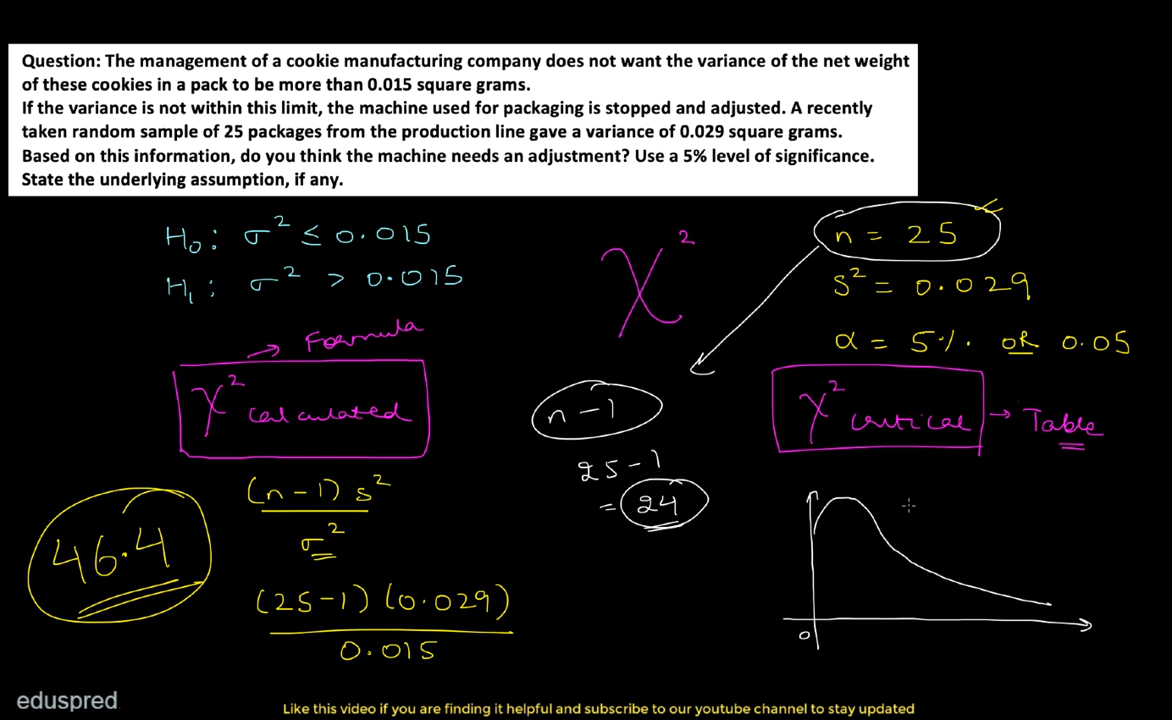 Question: The management of a cookie manufacturing company does not want the variance of the net weight
of these cookies in a pack to be more than 0.015 square grams.
If the variance is not within this limit, the machine used for packaging is stopped and adjusted. A recently
taken random sample of 25 packages from the production line gave a variance of 0.029 square grams.
Based on this information, do you think the machine needs an adjustment? Use a 5% level of significance.
State the underlying assumption, if any.
H₀: σ² ≤ 0.015
H₁: σ² > 0.015
χ²
n = 25
s² = 0.029
α = 5% OR 0.05
→ Formula
χ² calculated
n-1
25-1
= 24
χ² critical → Table
(n-1) s²
σ²
46.4
(25-1) (0.029)
0.015
0
eduspred
Like this video if you are finding it helpful and subscribe to our youtube channel to stay updated